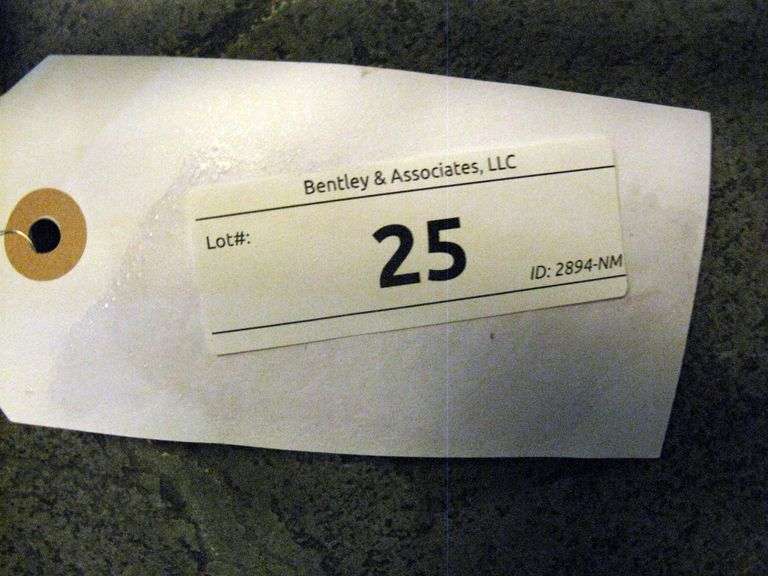 Bentley & Associates, LLC
Lot#:
25
ID: 2894-NM